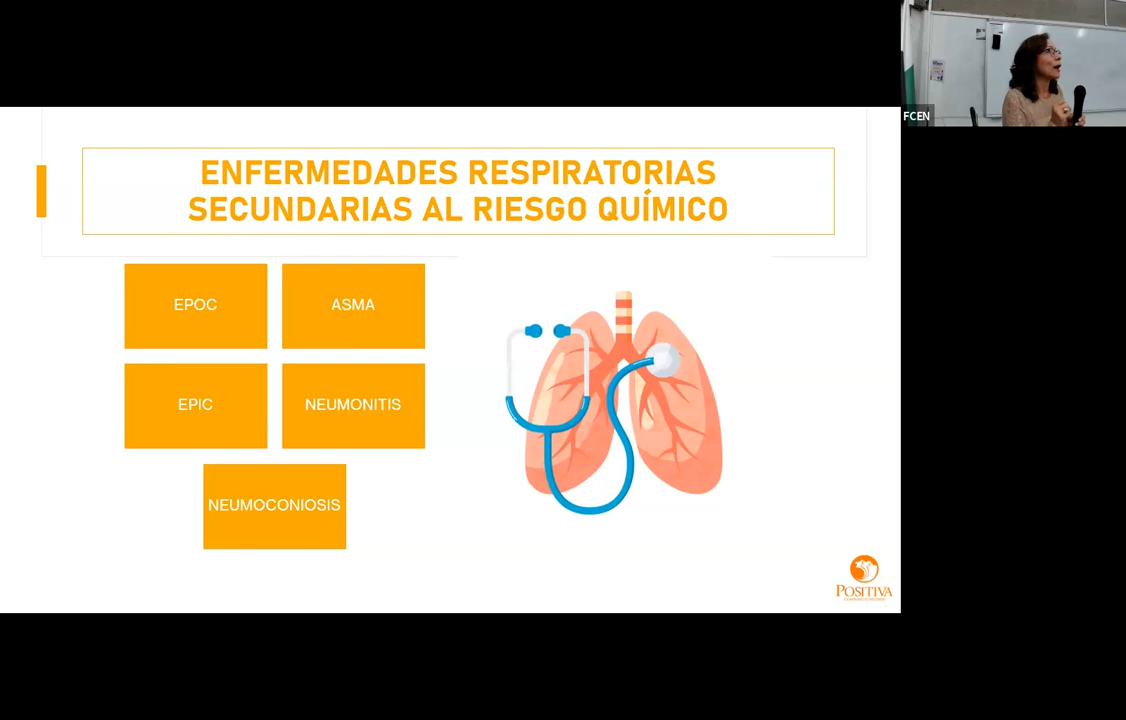 FCEN
ENFERMEDADES RESPIRATORIAS
SECUNDARIAS AL RIESGO QUÍMICO
EPOC
ASMA
EPIC
NEUMONITIS
NEUMOCONIOSIS
POSITIVA